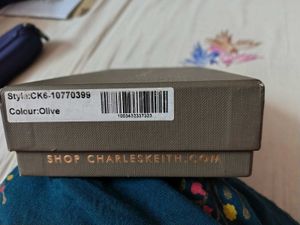 Style:CK6-10770399
Colour:Olive
SHOP CHARLESKEITH.COM